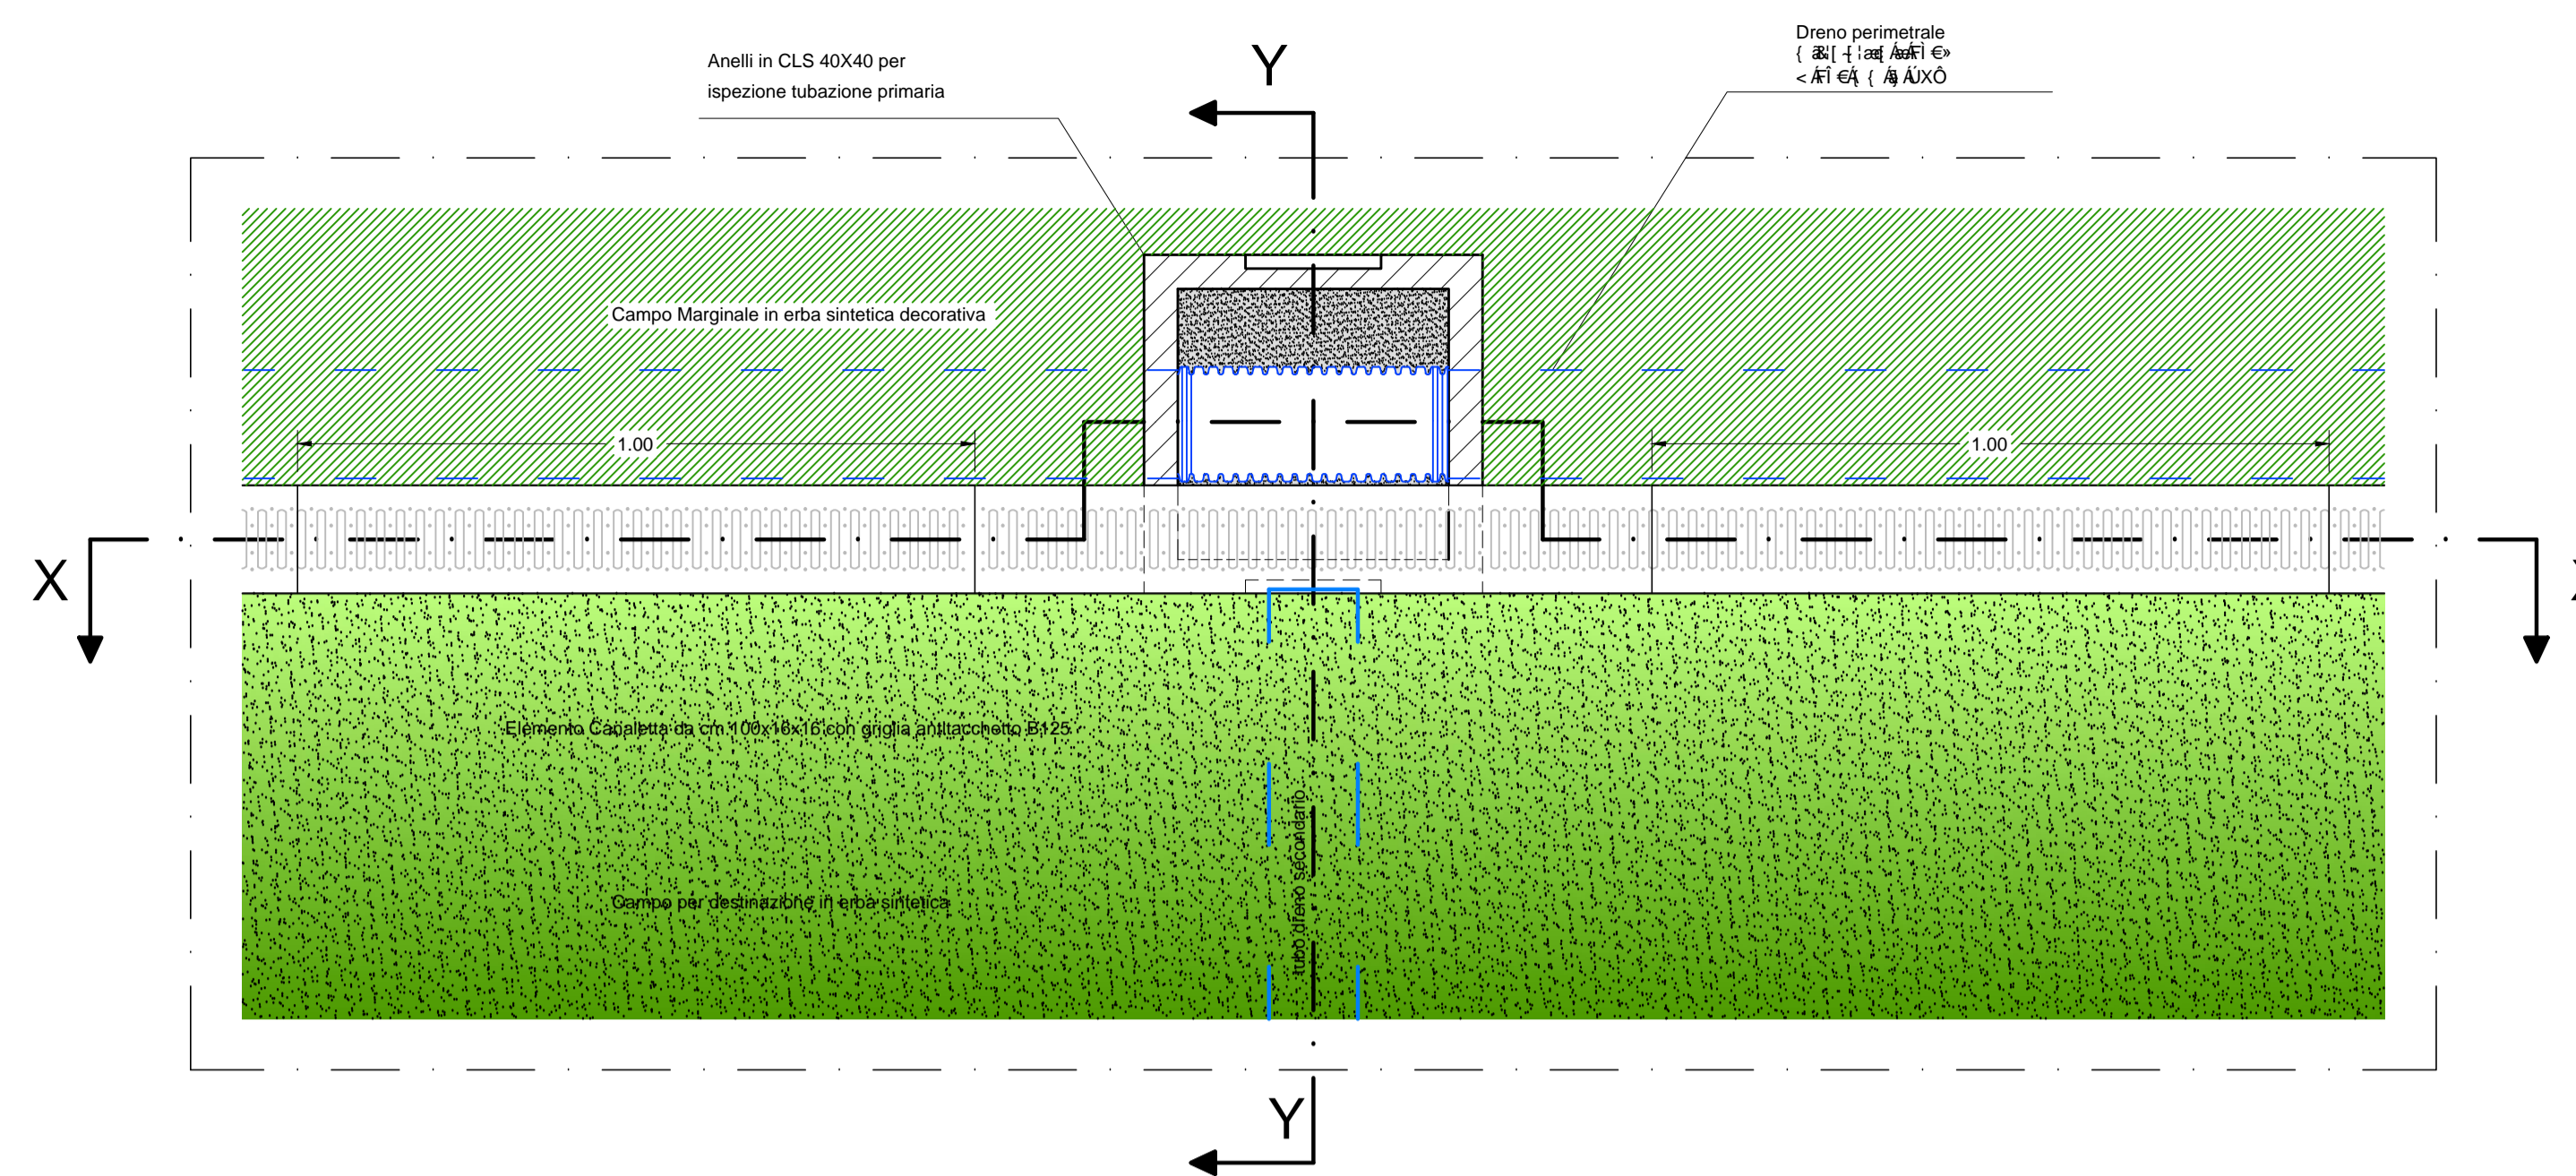 Anelli in CLS 40X40 per
ispezione tubazione primaria
Y
Dreno perimetrale
Campo Marginale in erba sintetica decorativa
1.00
1.00
X
X
Elemento Canaletta da cm.100x16x16 con griglia antitacchetto B125
tubo dreno secondario
Campo per destinazione in erba sintetica
Y